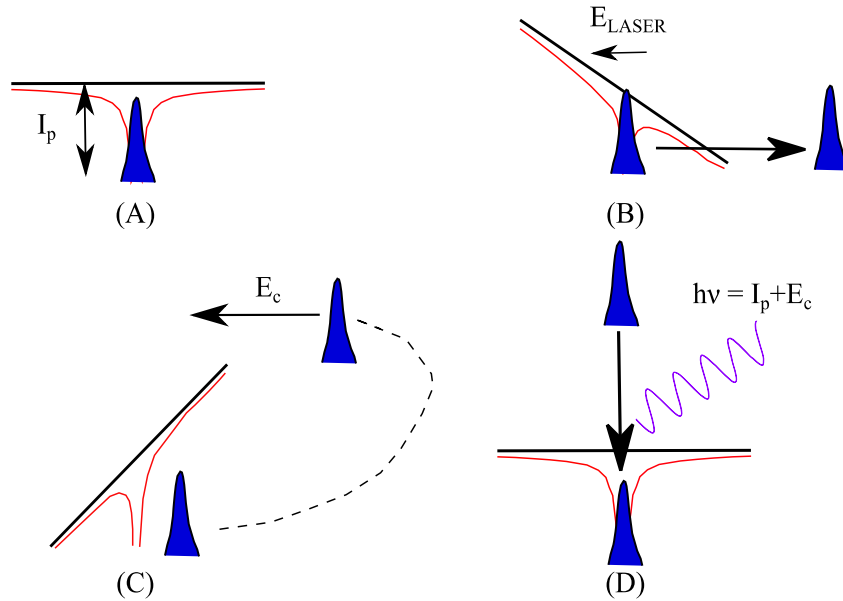 E_LASER
I_p
(A)
(B)
E_c
hν = I_p+E_c
(C)
(D)